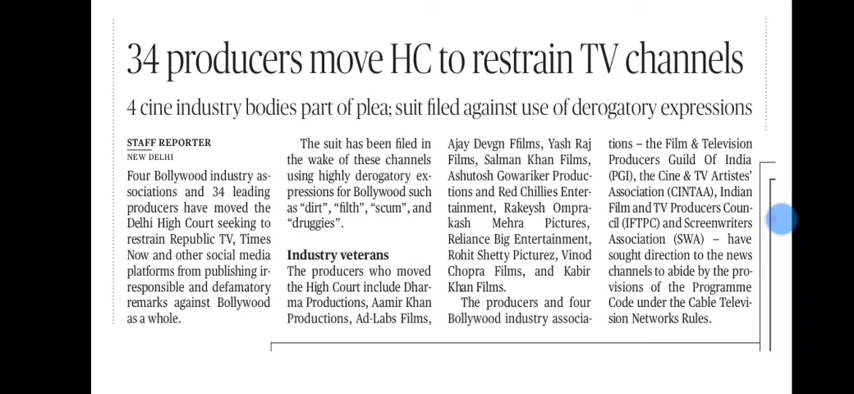 34 producers move HC to restrain TV channels
4 cine industry bodies part of plea; suit filed against use of derogatory expressions
STAFF REPORTER
NEW DELHI
Four Bollywood industry as-
sociations and 34 leading
producers have moved the
Delhi High Court seeking to
restrain Republic TV, Times
Now and other social media
platforms from publishing ir-
responsible and defamatory
remarks against Bollywood
as a whole.
The suit has been filed in
the wake of these channels
using highly derogatory ex-
pressions for Bollywood such
as “dirt”, “filth”, “scum”, and
“druggies”.
Industry veterans
The producers who moved
the High Court include Dhar-
ma Productions, Aamir Khan
Productions, Ad-Labs Films,
Ajay Devgn Ffilms, Yash Raj
Films, Salman Khan Films,
Ashutosh Gowariker Produc-
tions and Red Chillies Enter-
tainment, Rakeysh Ompra-
kash Mehra Pictures,
Reliance Big Entertainment,
Rohit Shetty Picturez, Vinod
Chopra Films, and Kabir
Khan Films.
The producers and four
Bollywood industry associa-
tions – the Film & Television
Producers Guild Of India
(PGI), the Cine & TV Artistes’
Association (CINTAA), Indian
Film and TV Producers Coun-
cil (IFTPC) and Screenwriters
Association (SWA) – have
sought direction to the news
channels to abide by the pro-
visions of the Programme
Code under the Cable Televi-
sion Networks Rules.